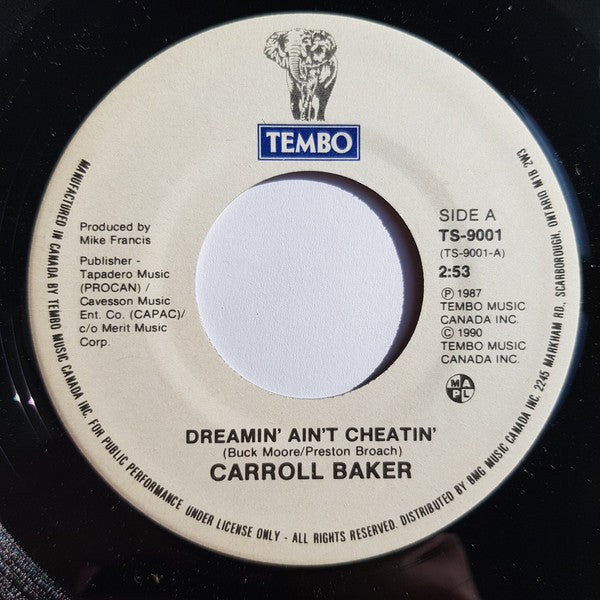 TEMBO
SIDE A
TS-9001
(TS-9001-A)
2:53
Ⓟ 1987
TEMBO MUSIC
CANADA INC.
© 1990
TEMBO MUSIC
CANADA INC.
M A
P L
Produced by
Mike Francis
Publisher -
Tapadero Music
(PROCAN) /
Cavesson Music
Ent. Co. (CAPAC)/
c/o Merit Music
Corp.
DREAMIN' AIN'T CHEATIN'
(Buck Moore/Preston Broach)
CARROLL BAKER
MANUFACTURED IN CANADA BY TEMBO MUSIC CANADA INC. FOR PUBLIC PERFORMANCE UNDER LICENSE ONLY - ALL RIGHTS RESERVED. DISTRIBUTED BY BMG MUSIC CANADA INC. 2245 MARKHAM RD., SCARBOROUGH, ONTARIO M1B 2W3